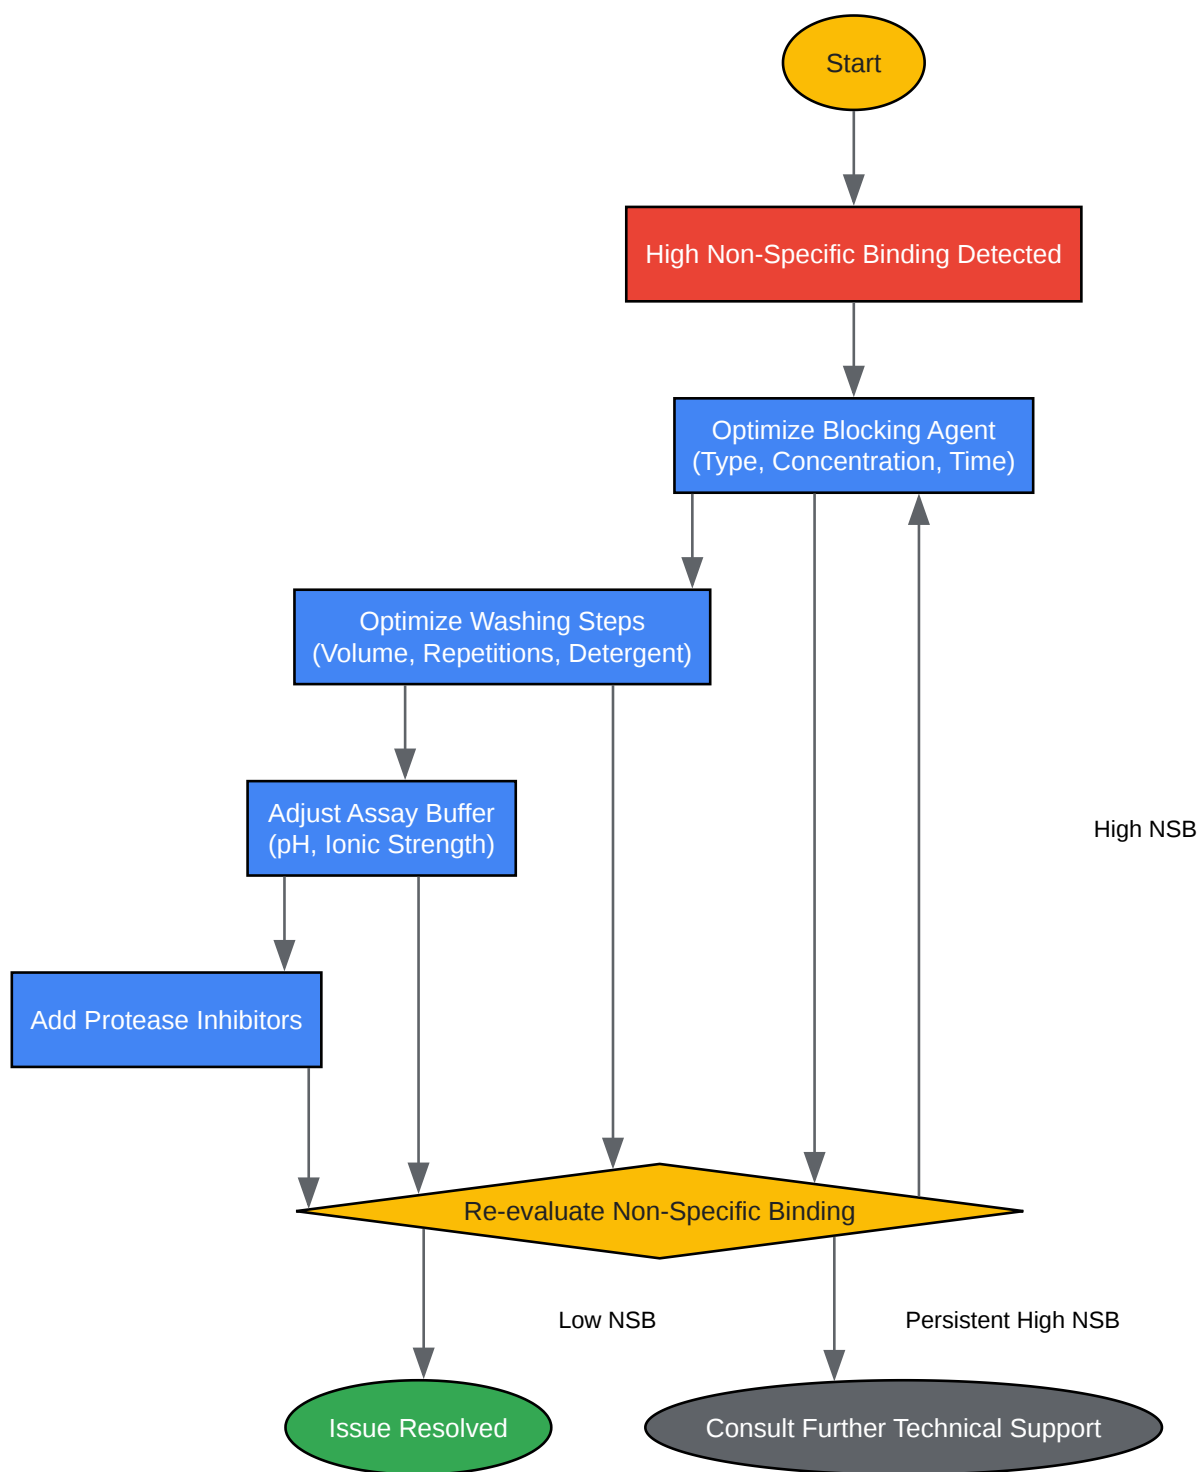 Start
High Non-Specific Binding Detected
Optimize Blocking Agent
(Type, Concentration, Time)
Optimize Washing Steps
(Volume, Repetitions, Detergent)
Adjust Assay Buffer
(pH, Ionic Strength)
High NSB
Add Protease Inhibitors
Re-evaluate Non-Specific Binding
Low NSB
Persistent High NSB
Issue Resolved
Consult Further Technical Support